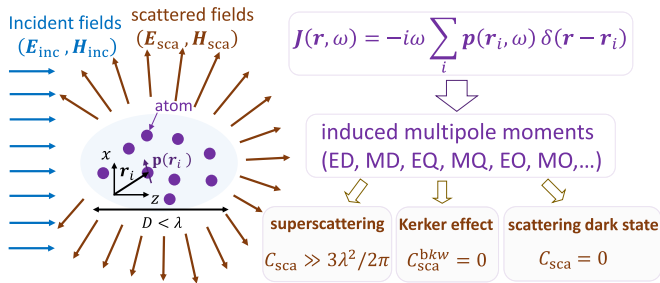 Incident fields
(E_inc, H_inc)
scattered fields
(E_sca, H_sca)
atom
p(r_i)
r_i
x
z
D < λ
J(r, ω) = −iω ∑_i p(r_i, ω) δ(r − r_i)
induced multipole moments
(ED, MD, EQ, MQ, EO, MO,...)
superscattering
C_sca ≫ 3λ²/2π
Kerker effect
C_sca^bkw = 0
scattering dark state
C_sca = 0